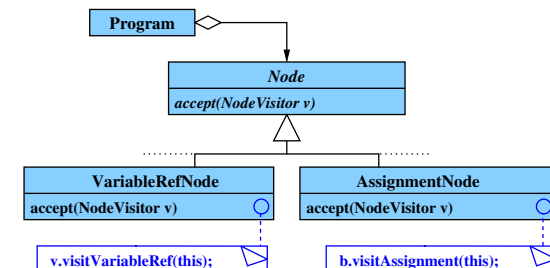 Program
Node
accept(NodeVisitor v)
VariableRefNode
AssignmentNode
accept(NodeVisitor v)
accept(NodeVisitor v)
v.visitVariableRef(this);
b.visitAssignment(this);